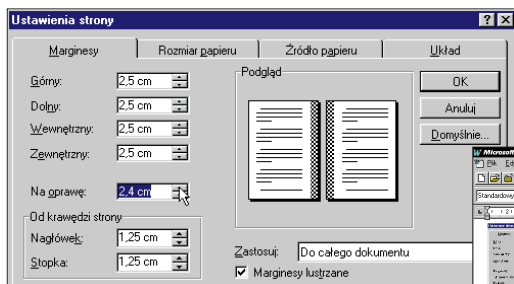 Ustawienia strony
Marginesy Rozmiar papieru Źródło papieru Układ
Górny: 2,5 cm
Dolny: 2,5 cm
Wewnętrzny: 2,5 cm
Zewnętrzny: 2,5 cm
Na oprawę: 2,4 cm
Od krawędzi strony
Nagłówek: 1,25 cm
Stopka: 1,25 cm
Podgląd
Zastosuj: Do całego dokumentu
Marginesy lustrzane
OK
Anuluj
Domyślnie...
Microsoft
Plik
Standardowy